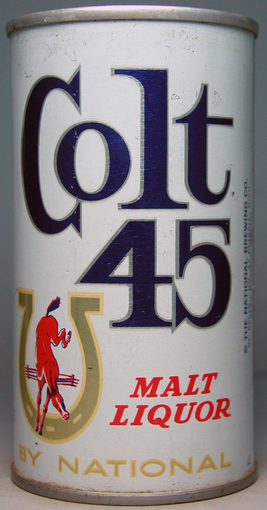 Colt
45
MALT
LIQUOR
BY NATIONAL
© THE NATIONAL BREWING CO.